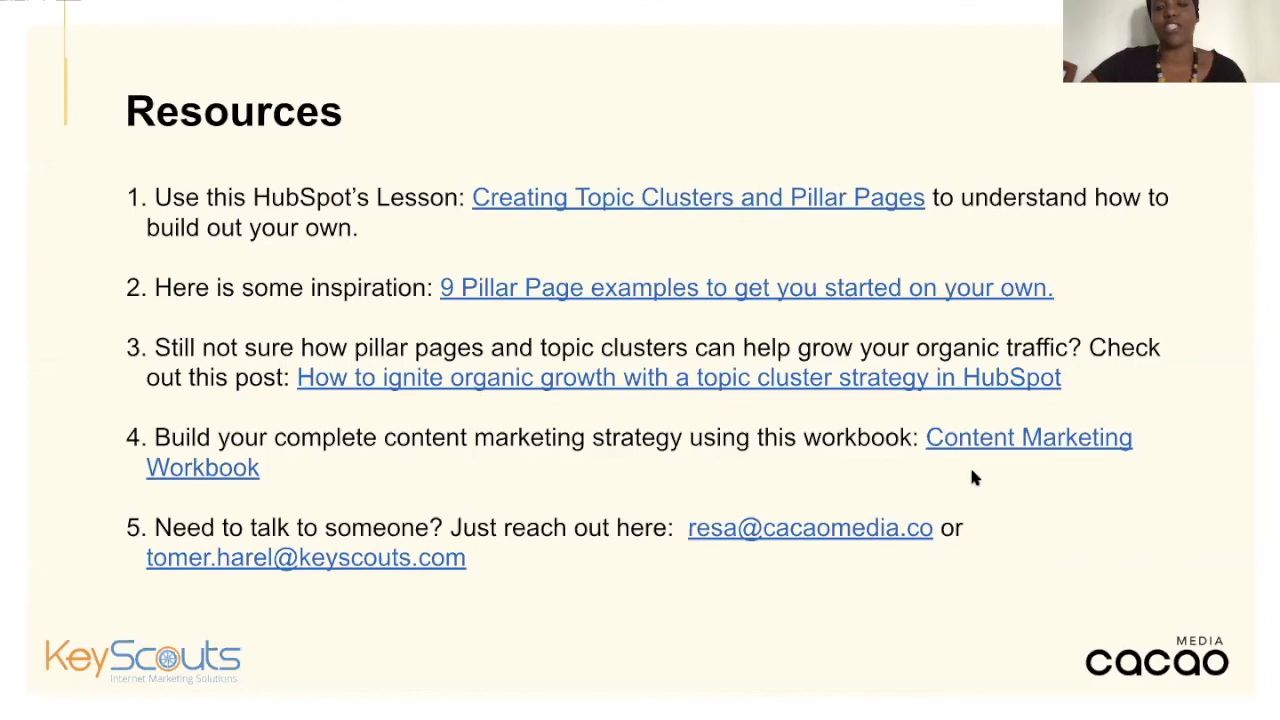 Resources
1. Use this HubSpot’s Lesson: Creating Topic Clusters and Pillar Pages to understand how to
build out your own.
2. Here is some inspiration: 9 Pillar Page examples to get you started on your own.
3. Still not sure how pillar pages and topic clusters can help grow your organic traffic? Check
out this post: How to ignite organic growth with a topic cluster strategy in HubSpot
4. Build your complete content marketing strategy using this workbook: Content Marketing
Workbook
5. Need to talk to someone? Just reach out here: resa@cacaomedia.co or
tomer.harel@keyscouts.com
KeyScouts
Internet Marketing Solutions
MEDIA
cacao